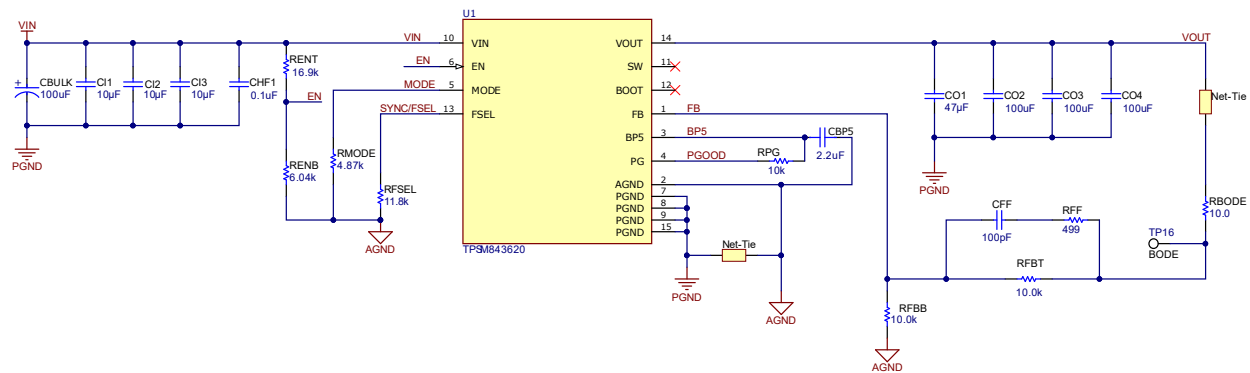 VIN
CBULK
100uF
CI1
10µF
CI2
10µF
CI3
10µF
CHF1
0.1uF
PGND
RENT
16.9k
EN
RENB
6.04k
RMODE
4.87k
RFSEL
11.8k
AGND
VIN
EN
MODE
SYNC/FSEL
10
6
5
13
U1
VIN
EN
MODE
FSEL
VOUT
SW
BOOT
FB
BP5
PG
AGND
PGND
PGND
PGND
PGND
TPSM843620
14
11
12
1
3
4
2
7
8
9
15
FB
BP5
PGOOD
RPG
10k
CBP5
2.2uF
Net-Tie
PGND
AGND
VOUT
CO1
47µF
CO2
100uF
CO3
100uF
CO4
100uF
PGND
Net-Tie
RBODE
10.0
TP16
BODE
CFF
100pF
RFF
499
RFBT
10.0k
RFBB
10.0k
AGND